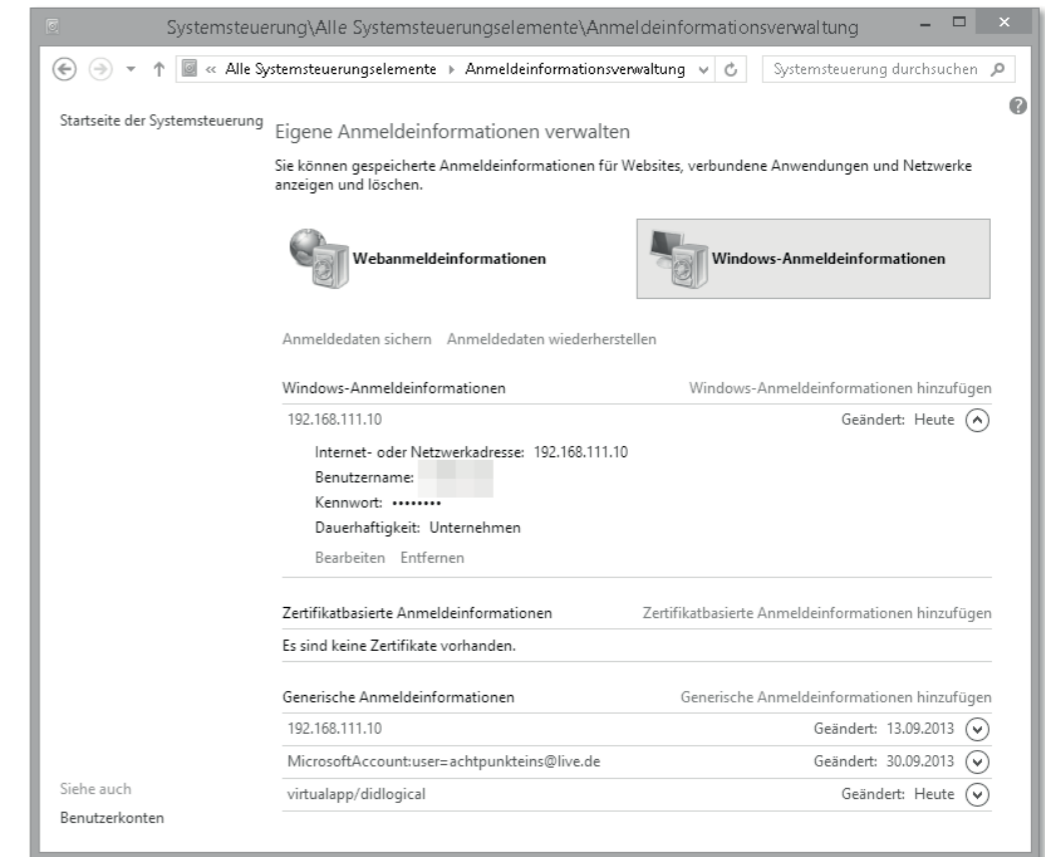 Systemsteuerung\Alle Systemsteuerungselemente\Anmeldeinformationsverwaltung
« Alle Systemsteuerungselemente Anmeldeinformationsverwaltung Systemsteuerung durchsuchen
Startseite der Systemsteuerung
Eigene Anmeldeinformationen verwalten
Sie können gespeicherte Anmeldeinformationen für Websites, verbundene Anwendungen und Netzwerke
anzeigen und löschen.
Webanmeldeinformationen Windows-Anmeldeinformationen
Anmeldedaten sichern Anmeldedaten wiederherstellen
Windows-Anmeldeinformationen Windows-Anmeldeinformationen hinzufügen
192.168.111.10 Geändert: Heute
Internet- oder Netzwerkadresse: 192.168.111.10
Benutzername:
Kennwort: ••••••••
Dauerhaftigkeit: Unternehmen
Bearbeiten Entfernen
Zertifikatbasierte Anmeldeinformationen Zertifikatbasierte Anmeldeinformationen hinzufügen
Es sind keine Zertifikate vorhanden.
Generische Anmeldeinformationen Generische Anmeldeinformationen hinzufügen
192.168.111.10 Geändert: 13.09.2013
MicrosoftAccount:user=achtpunkteins@live.de Geändert: 30.09.2013
virtualapp/didlogical Geändert: Heute
Siehe auch
Benutzerkonten